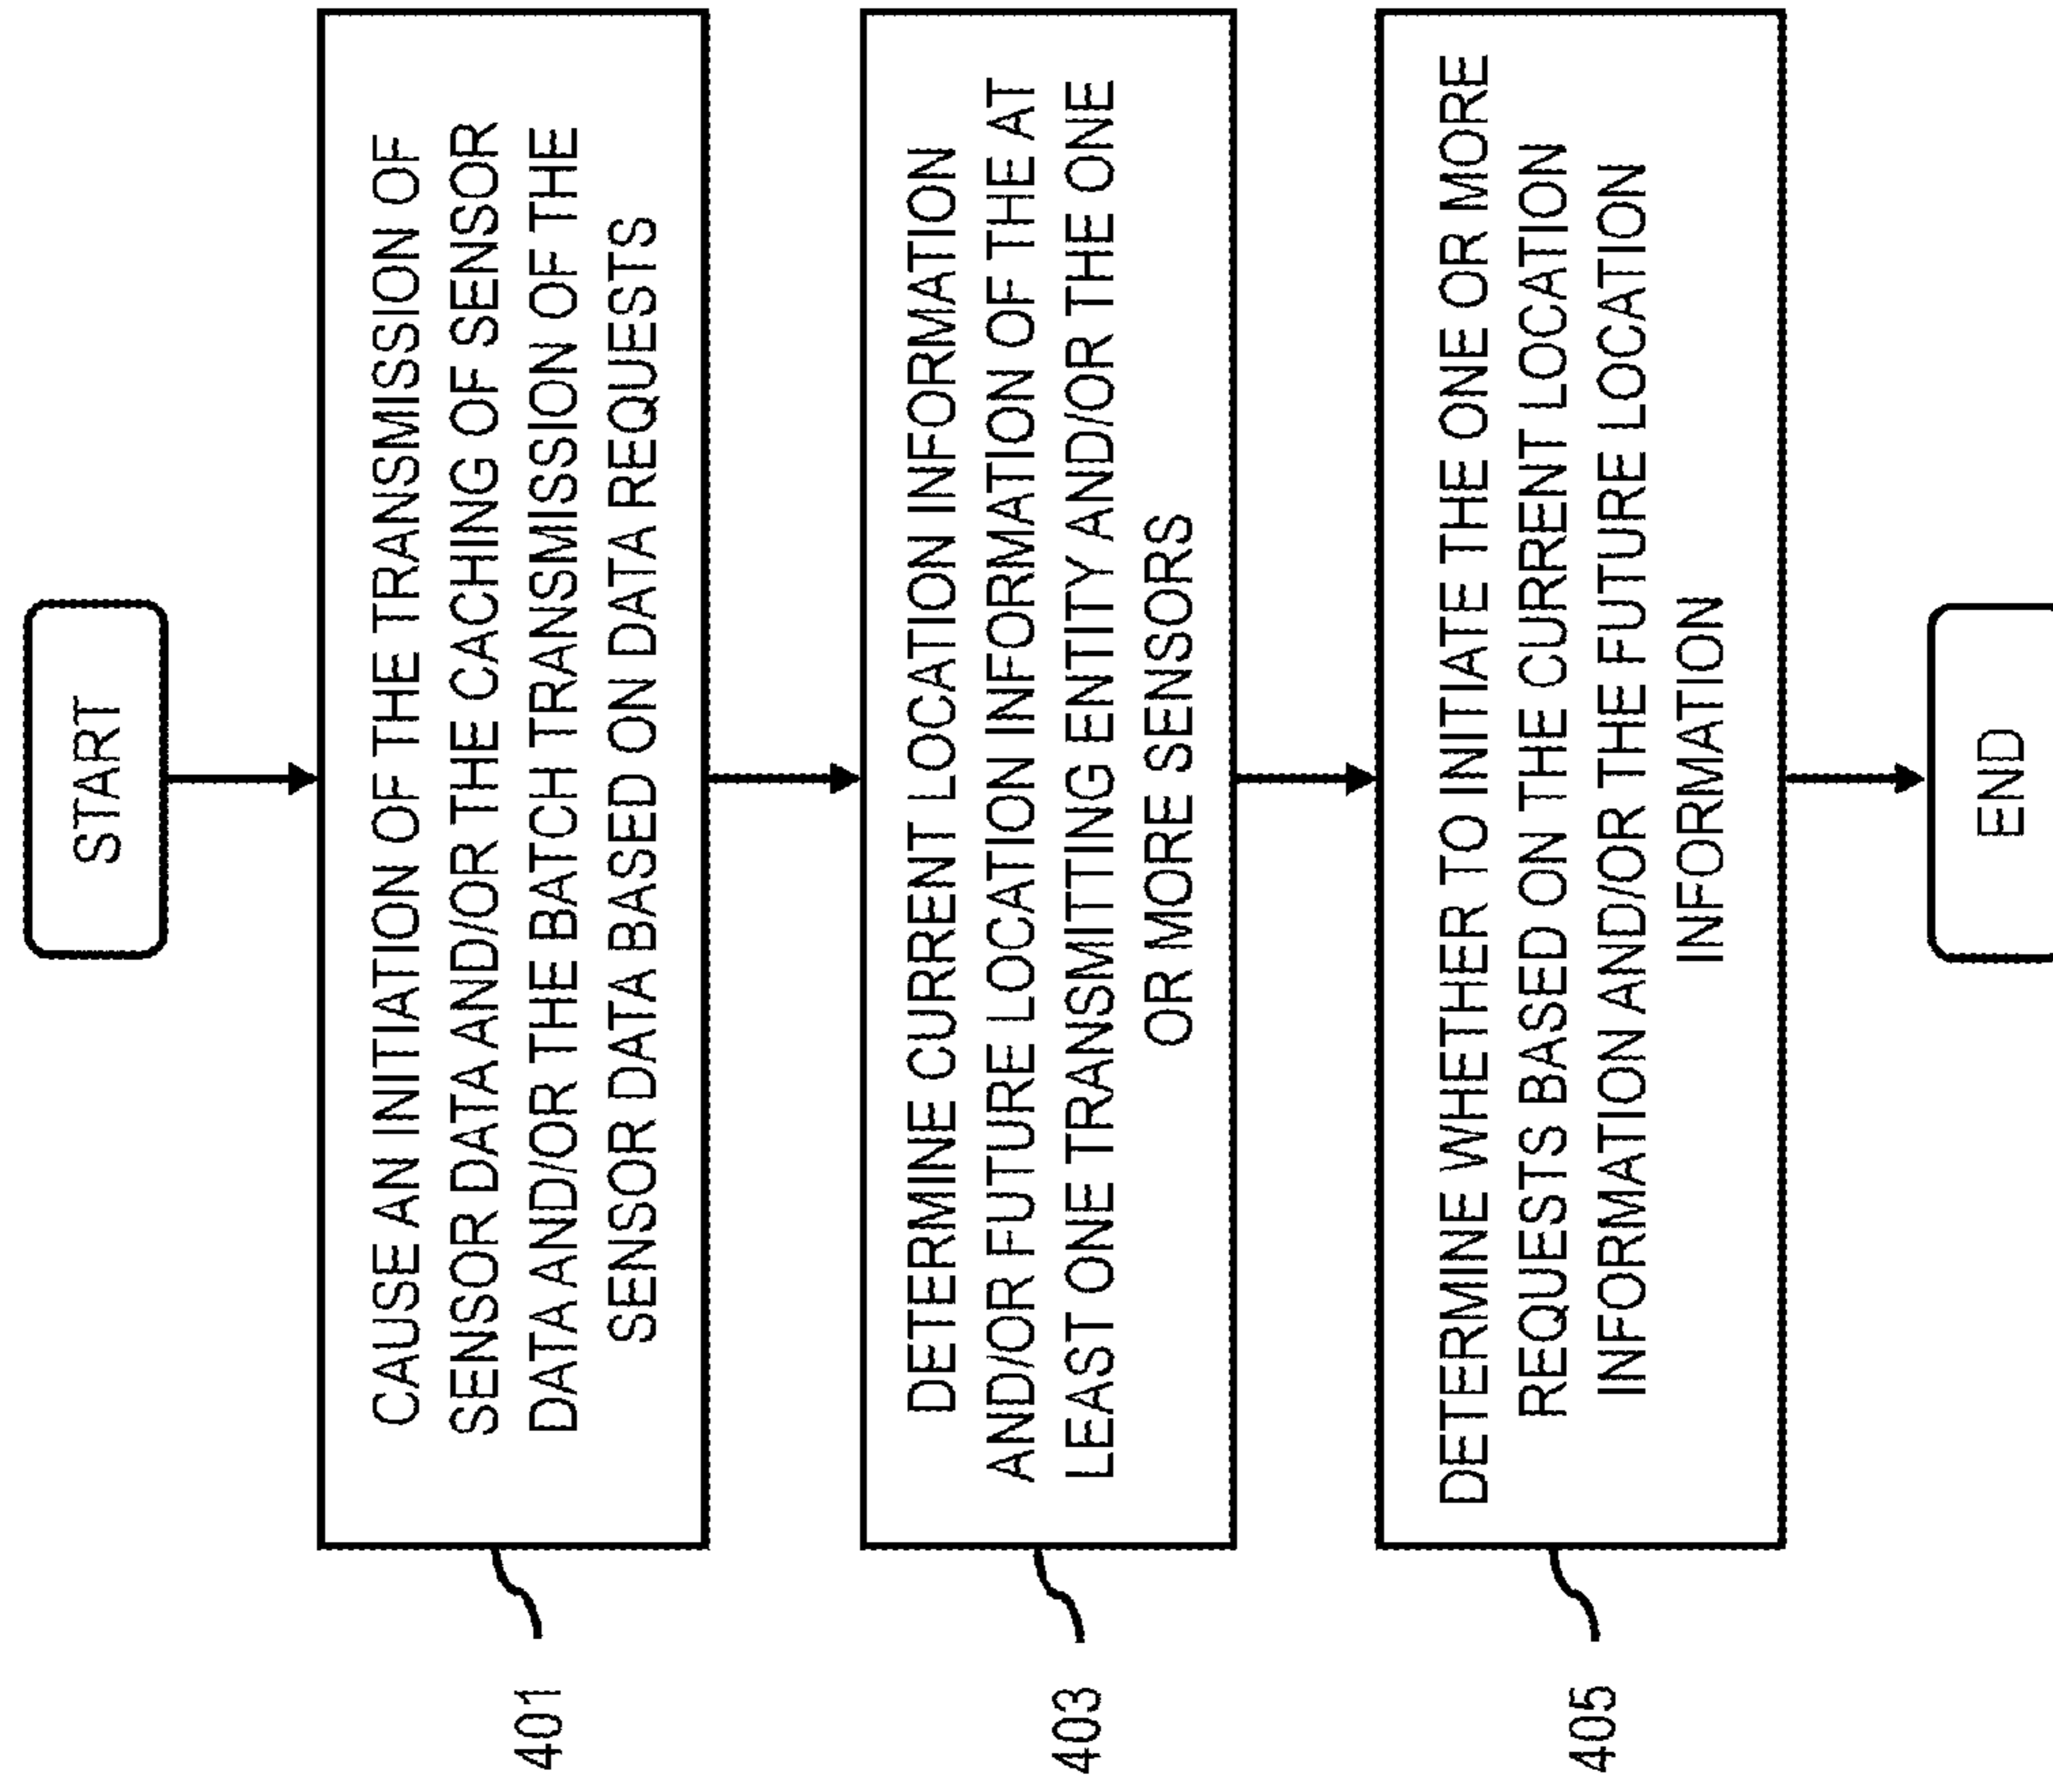 START
CAUSE AN INITIATION OF THE TRANSMISSION OF
SENSOR DATA AND/OR THE CACHING OF SENSOR
DATA AND/OR THE BATCH TRANSMISSION OF THE
SENSOR DATA BASED ON DATA REQUESTS
401
DETERMINE CURRENT LOCATION INFORMATION
AND/OR FUTURE LOCATION INFORMATION OF THE AT
LEAST ONE TRANSMITTING ENTITY AND/OR THE ONE
OR MORE SENSORS
403
DETERMINE WHETHER TO INITIATE THE ONE OR MORE
REQUESTS BASED ON THE CURRENT LOCATION
INFORMATION AND/OR THE FUTURE LOCATION
INFORMATION
405
END